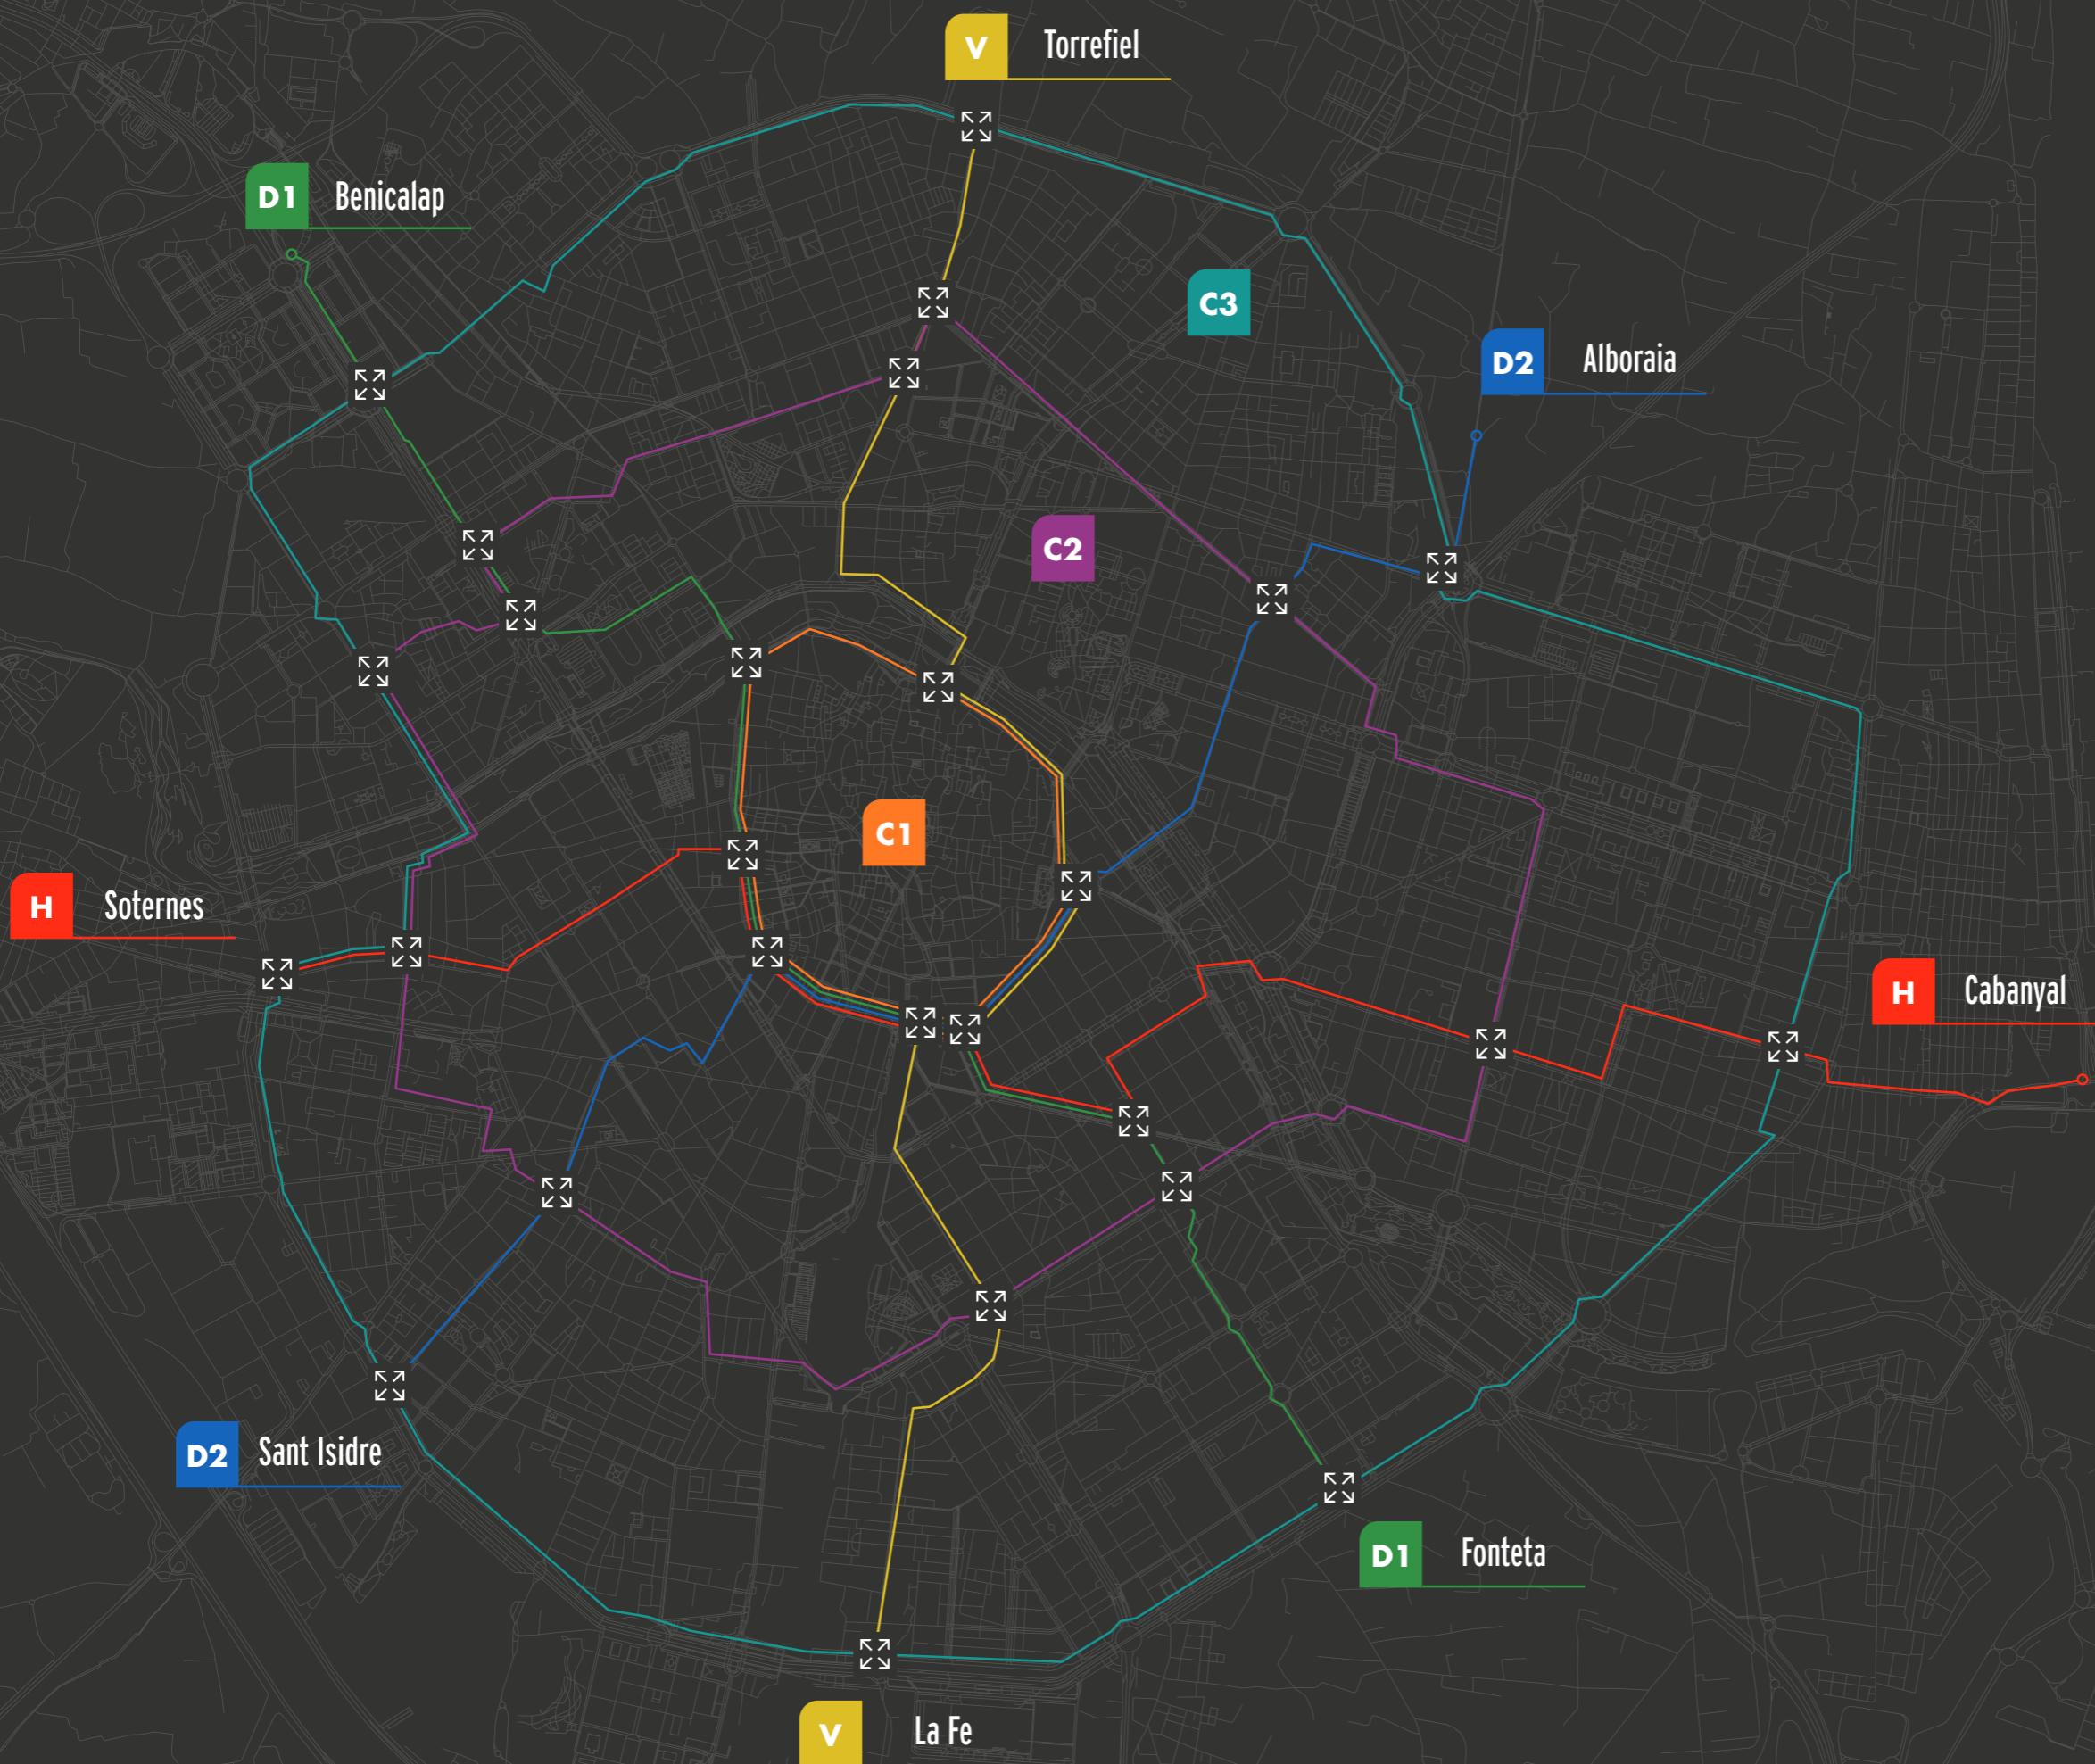 V Torrefiel
D1 Benicalap
C3
D2 Alboraia
C2
C1
H Soternes
H Cabanyal
D2 Sant Isidre
D1 Fonteta
V La Fe